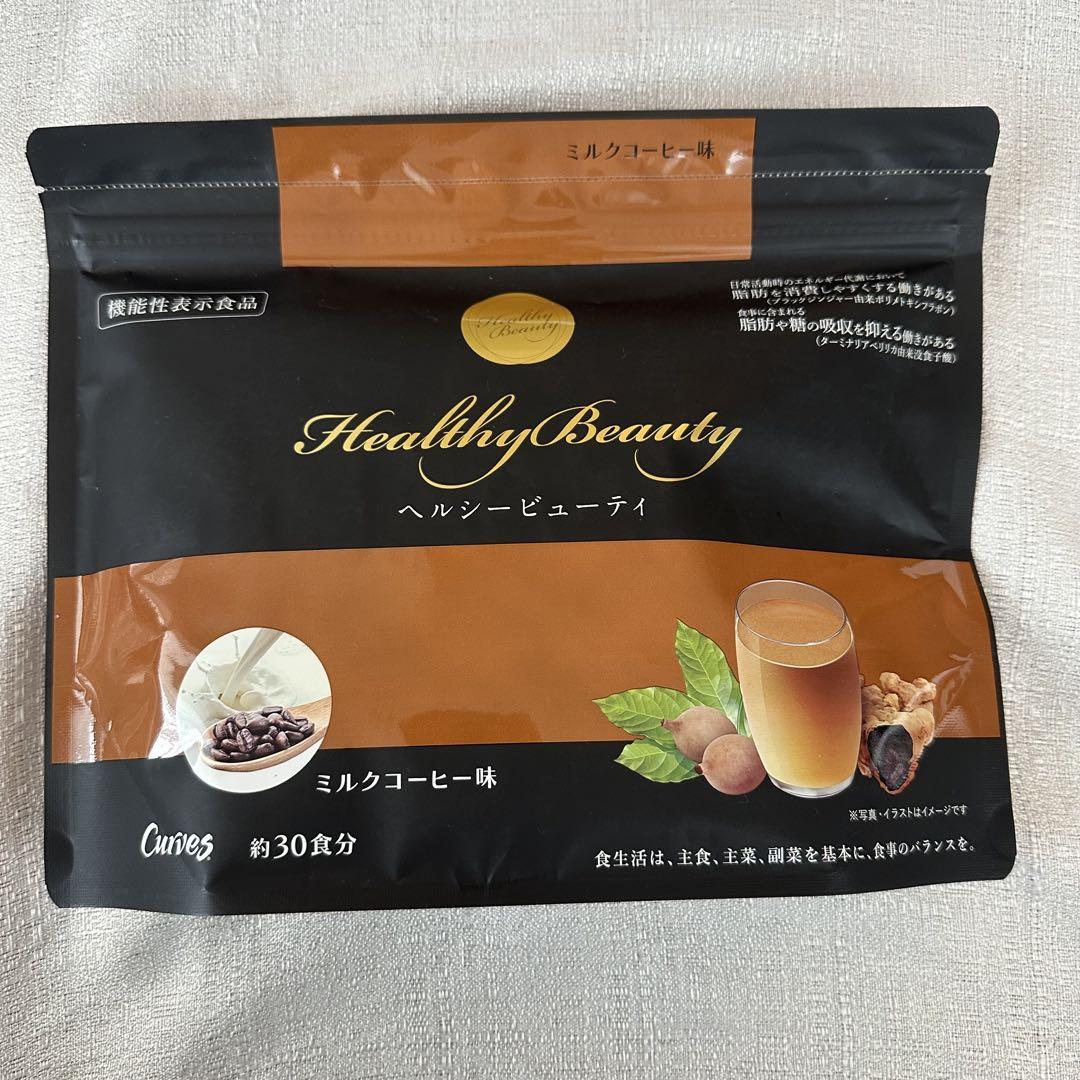 ミルクコーヒー味
機能性表示食品
日常活動時のエネルギー代謝において
脂肪を消費しやすくする働きがある
(ブラックジンジャー由来ポリメトキシフラボン)
食事に含まれる
脂肪や糖の吸収を抑える働きがある
(ターミナリアベリリカ由来没食子酸)
Healthy
Beauty
Healthy Beauty
ヘルシービューティ
ミルクコーヒー味
※写真・イラストはイメージです
Curves
約30食分
食生活は、主食、主菜、副菜を基本に、食事のバランスを。